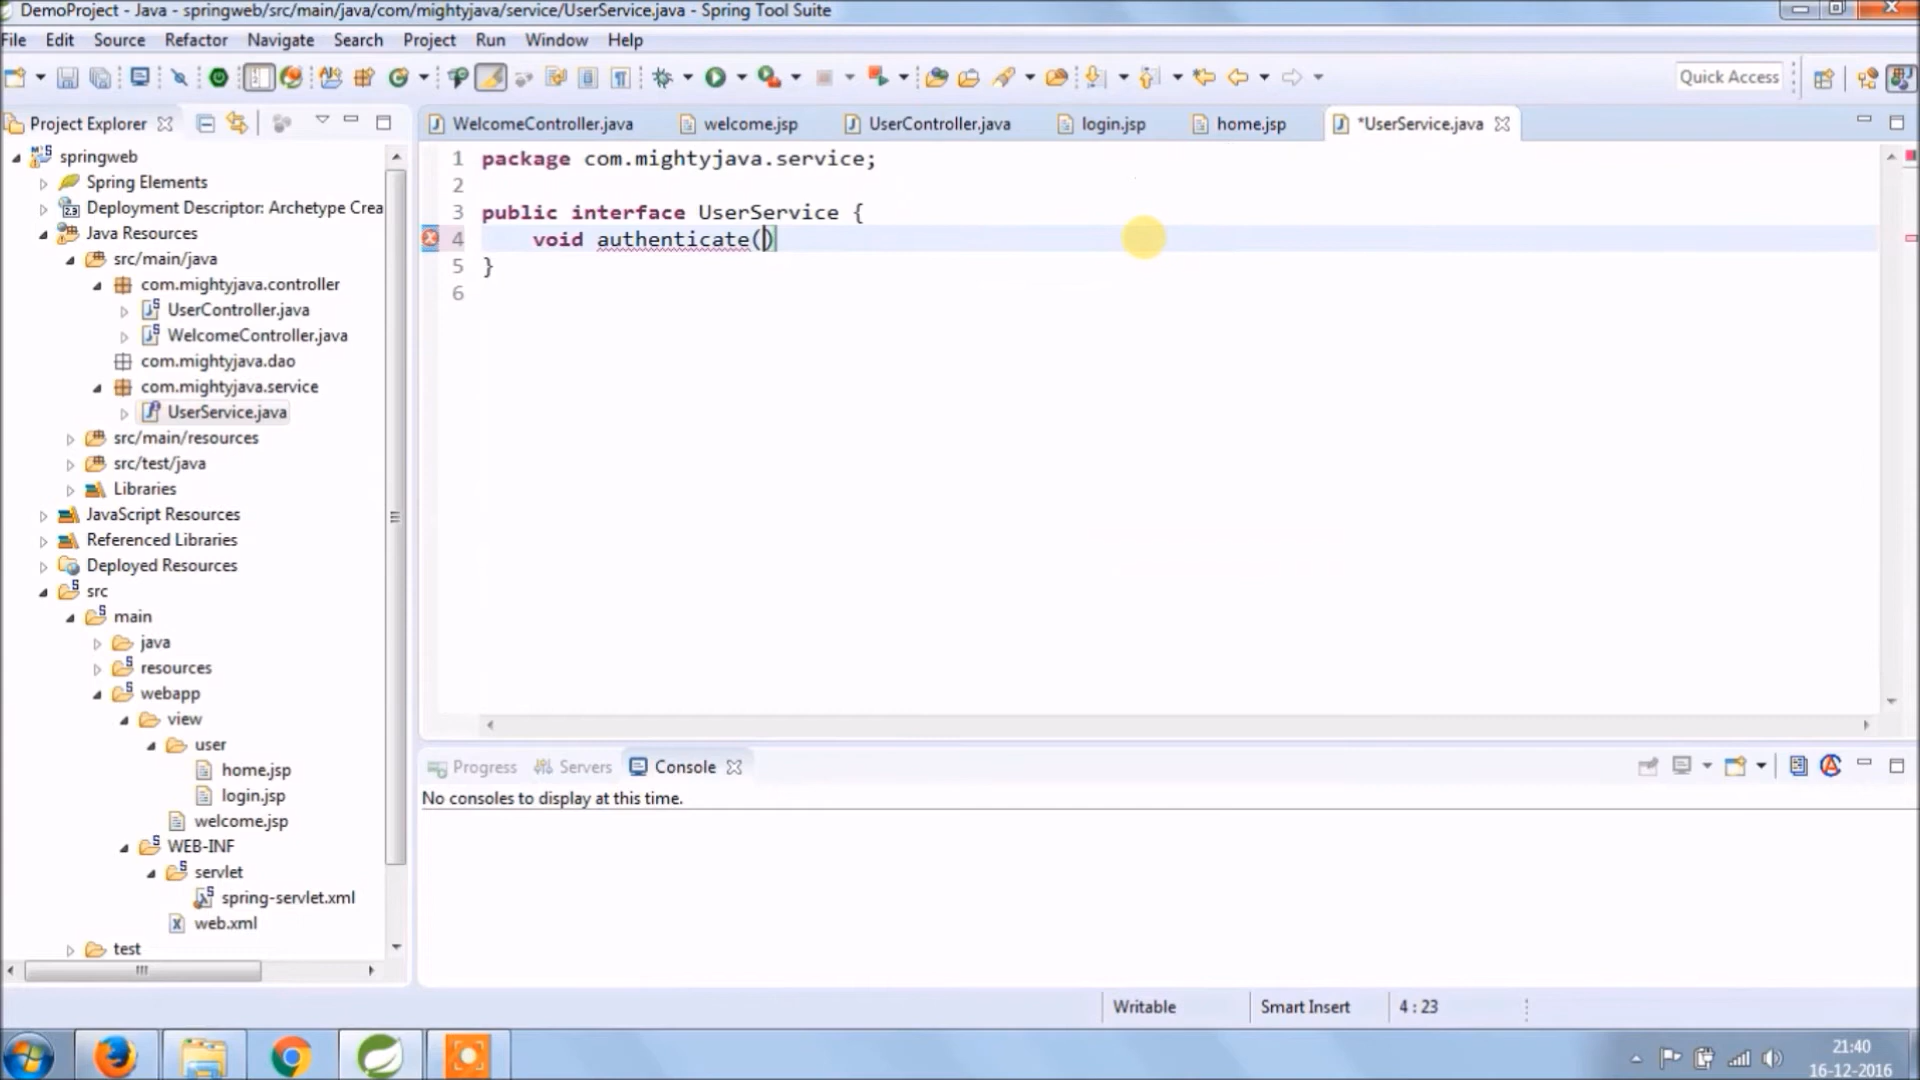 DemoProject - Java - springweb/src/main/java/com/mightyjava/service/UserService.java - Spring Tool Suite
File Edit Source Refactor Navigate Search Project Run Window Help
Quick Access
Project Explorer
WelcomeController.java welcome.jsp UserController.java login.jsp home.jsp *UserService.java
springweb
Spring Elements
Deployment Descriptor: Archetype Crea
Java Resources
src/main/java
com.mightyjava.controller
UserController.java
WelcomeController.java
com.mightyjava.dao
com.mightyjava.service
UserService.java
src/main/resources
src/test/java
Libraries
JavaScript Resources
Referenced Libraries
Deployed Resources
src
main
java
resources
webapp
view
user
home.jsp
login.jsp
welcome.jsp
WEB-INF
servlet
spring-servlet.xml
web.xml
test
1 package com.mightyjava.service;
2
3 public interface UserService {
4 void authenticate()
5 }
6
Progress Servers Console
No consoles to display at this time.
Writable Smart Insert 4 : 23
21:40
16-12-2016